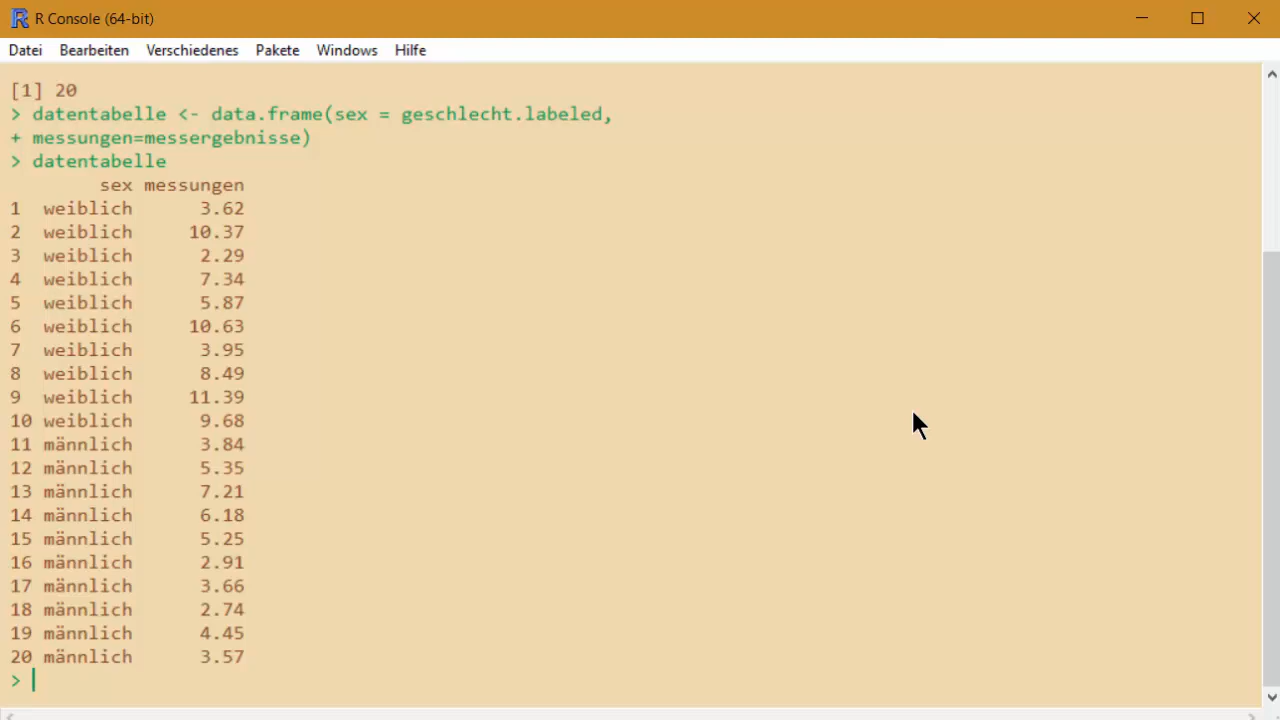 R Console (64-bit)
Datei Bearbeiten Verschiedenes Pakete Windows Hilfe
[1] 20
> datentabelle <- data.frame(sex = geschlecht.labeled,
+ messungen=messergebnisse)
> datentabelle
        sex messungen
1  weiblich      3.62
2  weiblich     10.37
3  weiblich      2.29
4  weiblich      7.34
5  weiblich      5.87
6  weiblich     10.63
7  weiblich      3.95
8  weiblich      8.49
9  weiblich     11.39
10 weiblich      9.68
11 männlich      3.84
12 männlich      5.35
13 männlich      7.21
14 männlich      6.18
15 männlich      5.25
16 männlich      2.91
17 männlich      3.66
18 männlich      2.74
19 männlich      4.45
20 männlich      3.57
>